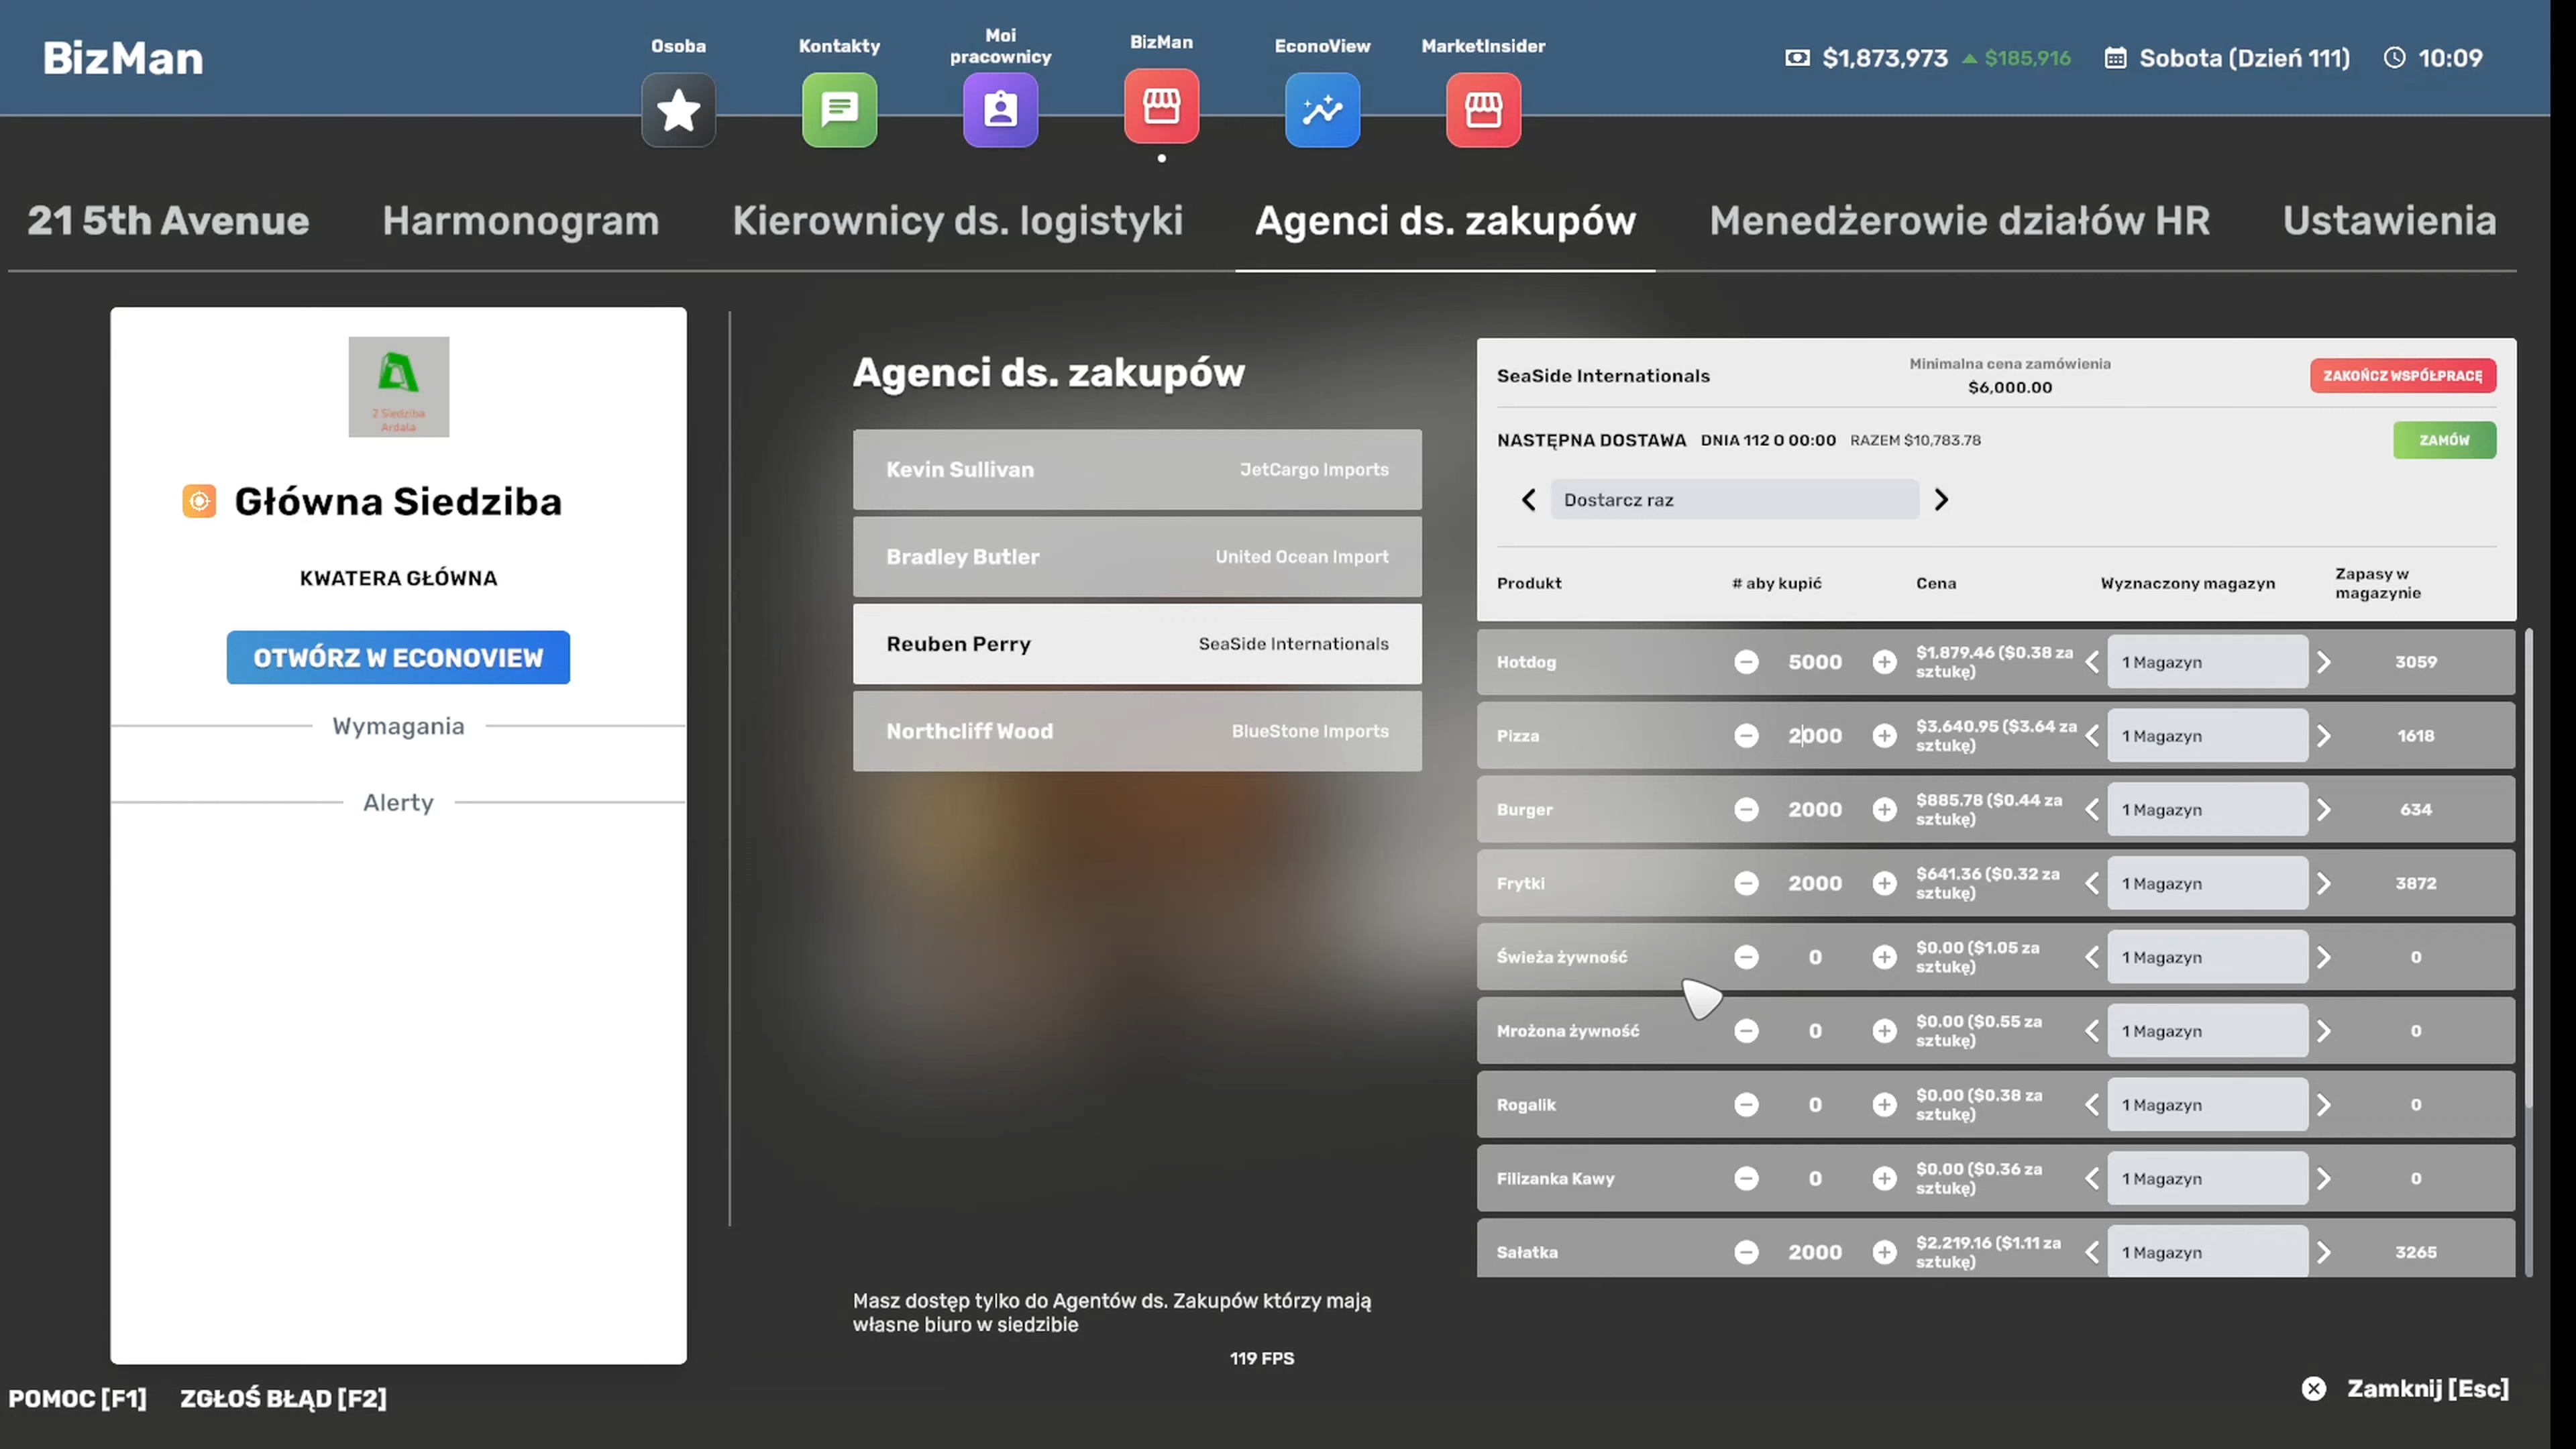 BizMan
Osoba
Kontakty
Moi
pracownicy
BizMan
EconoView
MarketInsider
$1,873,973
$185,916
Sobota (Dzień 111)
10:09
21 5th Avenue
Harmonogram
Kierownicy ds. logistyki
Agenci ds. zakupów
Menedżerowie działów HR
Ustawienia
2 Siedziba
Ardala
Główna Siedziba
KWATERA GŁÓWNA
OTWÓRZ W ECONOVIEW
Wymagania
Alerty
Agenci ds. zakupów
Kevin Sullivan JetCargo Imports
Bradley Butler United Ocean Import
Reuben Perry SeaSide Internationals
Northcliff Wood BlueStone Imports
Masz dostęp tylko do Agentów ds. Zakupów którzy mają
własne biuro w siedzibie
119 FPS
SeaSide Internationals
Minimalna cena zamówienia
$6,000.00
ZAKOŃCZ WSPÓŁPRACĘ
NASTĘPNA DOSTAWA DNIA 112 O 00:00 RAZEM $10,783.78
ZAMÓW
Dostarcz raz
Produkt
# aby kupić
Cena
Wyznaczony magazyn
Zapasy w
magazynie
Hotdog
5000
$1,879.46 ($0.38 za
sztukę)
1 Magazyn
3059
Pizza
2000
$3,640.95 ($3.64 za
sztukę)
1 Magazyn
1618
Burger
2000
$885.78 ($0.44 za
sztukę)
1 Magazyn
634
Frytki
2000
$641.36 ($0.32 za
sztukę)
1 Magazyn
3872
Świeża żywność
0
$0.00 ($1.05 za
sztukę)
1 Magazyn
0
Mrożona żywność
0
$0.00 ($0.55 za
sztukę)
1 Magazyn
0
Rogalik
0
$0.00 ($0.38 za
sztukę)
1 Magazyn
0
Filizanka Kawy
0
$0.00 ($0.36 za
sztukę)
1 Magazyn
0
Sałatka
2000
$2,219.16 ($1.11 za
sztukę)
1 Magazyn
3265
POMOC [F1]
ZGŁOŚ BŁĄD [F2]
Zamknij [Esc]